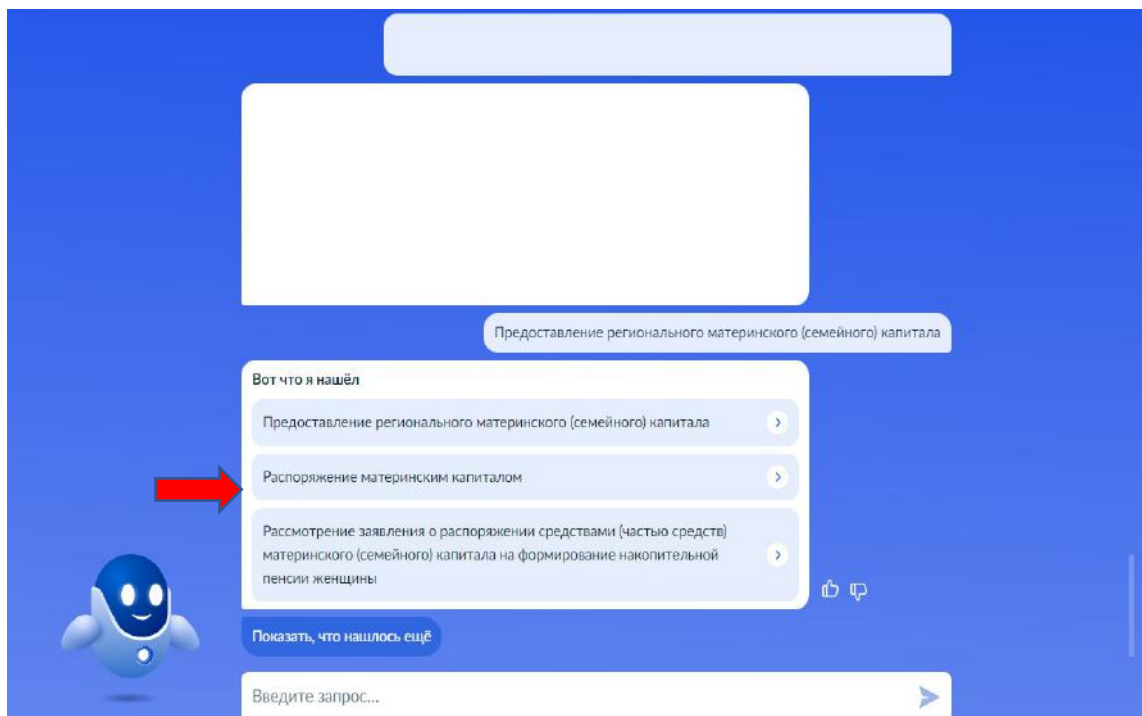 Предоставление регионального материнского (семейного) капитала
Вот что я нашёл
Предоставление регионального материнского (семейного) капитала
Распоряжение материнским капиталом
Рассмотрение заявления о распоряжении средствами (частью средств)
материнского (семейного) капитала на формирование накопительной
пенсии женщины
Показать, что нашлось ещё
Введите запрос...